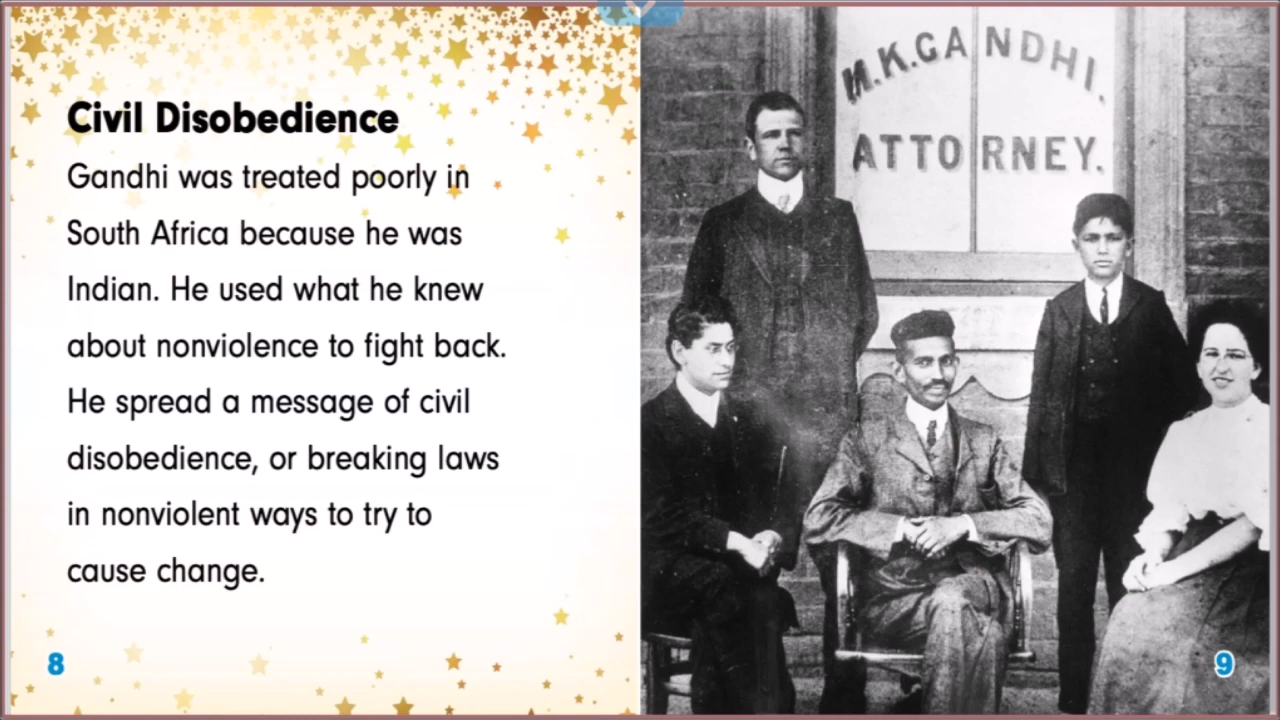 Civil Disobedience
Gandhi was treated poorly in
South Africa because he was
Indian. He used what he knew
about nonviolence to fight back.
He spread a message of civil
disobedience, or breaking laws
in nonviolent ways to try to
cause change.
8
M.K.GANDHI.
ATTORNEY.
9